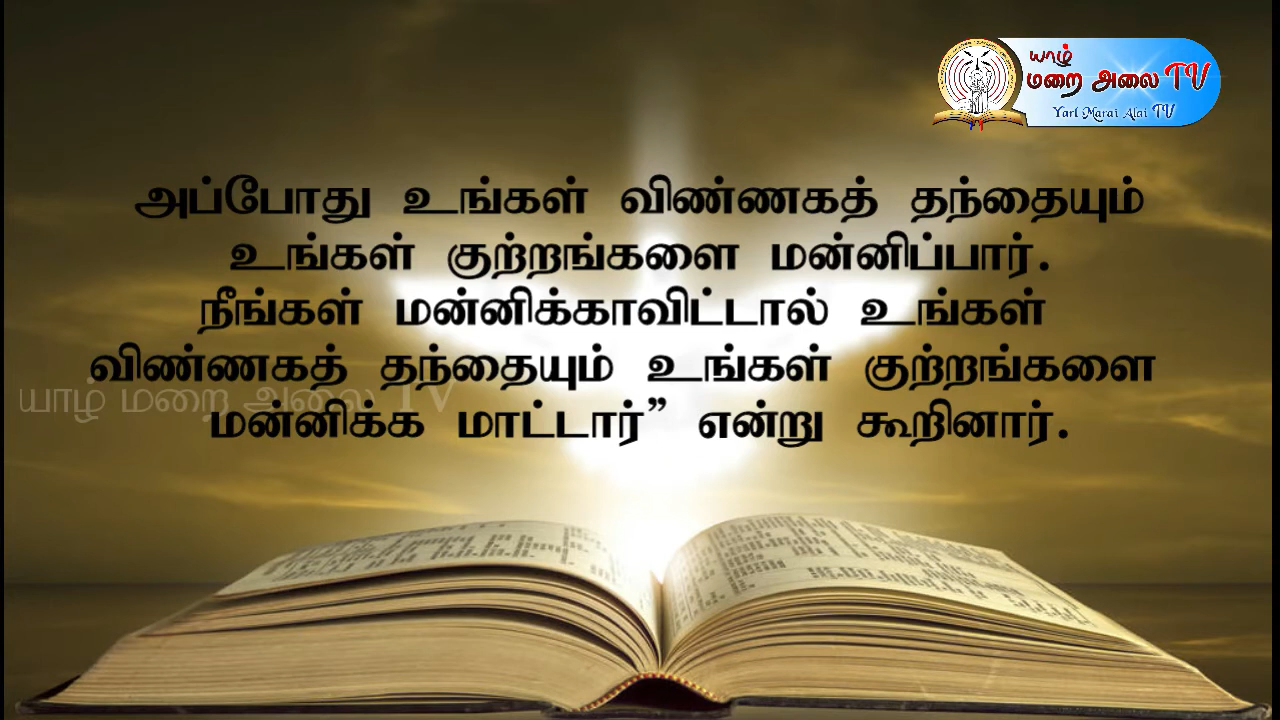 யாழ்
மறை அலை TV
Yarl Marai Alai TV
அப்போது உங்கள் விண்ணகத் தந்தையும்
உங்கள் குற்றங்களை மன்னிப்பார்.
நீங்கள் மன்னிக்காவிட்டால் உங்கள்
விண்ணகத் தந்தையும் உங்கள் குற்றங்களை
யாழ் மறை அலை TV
மன்னிக்க மாட்டார்” என்று கூறினார்.